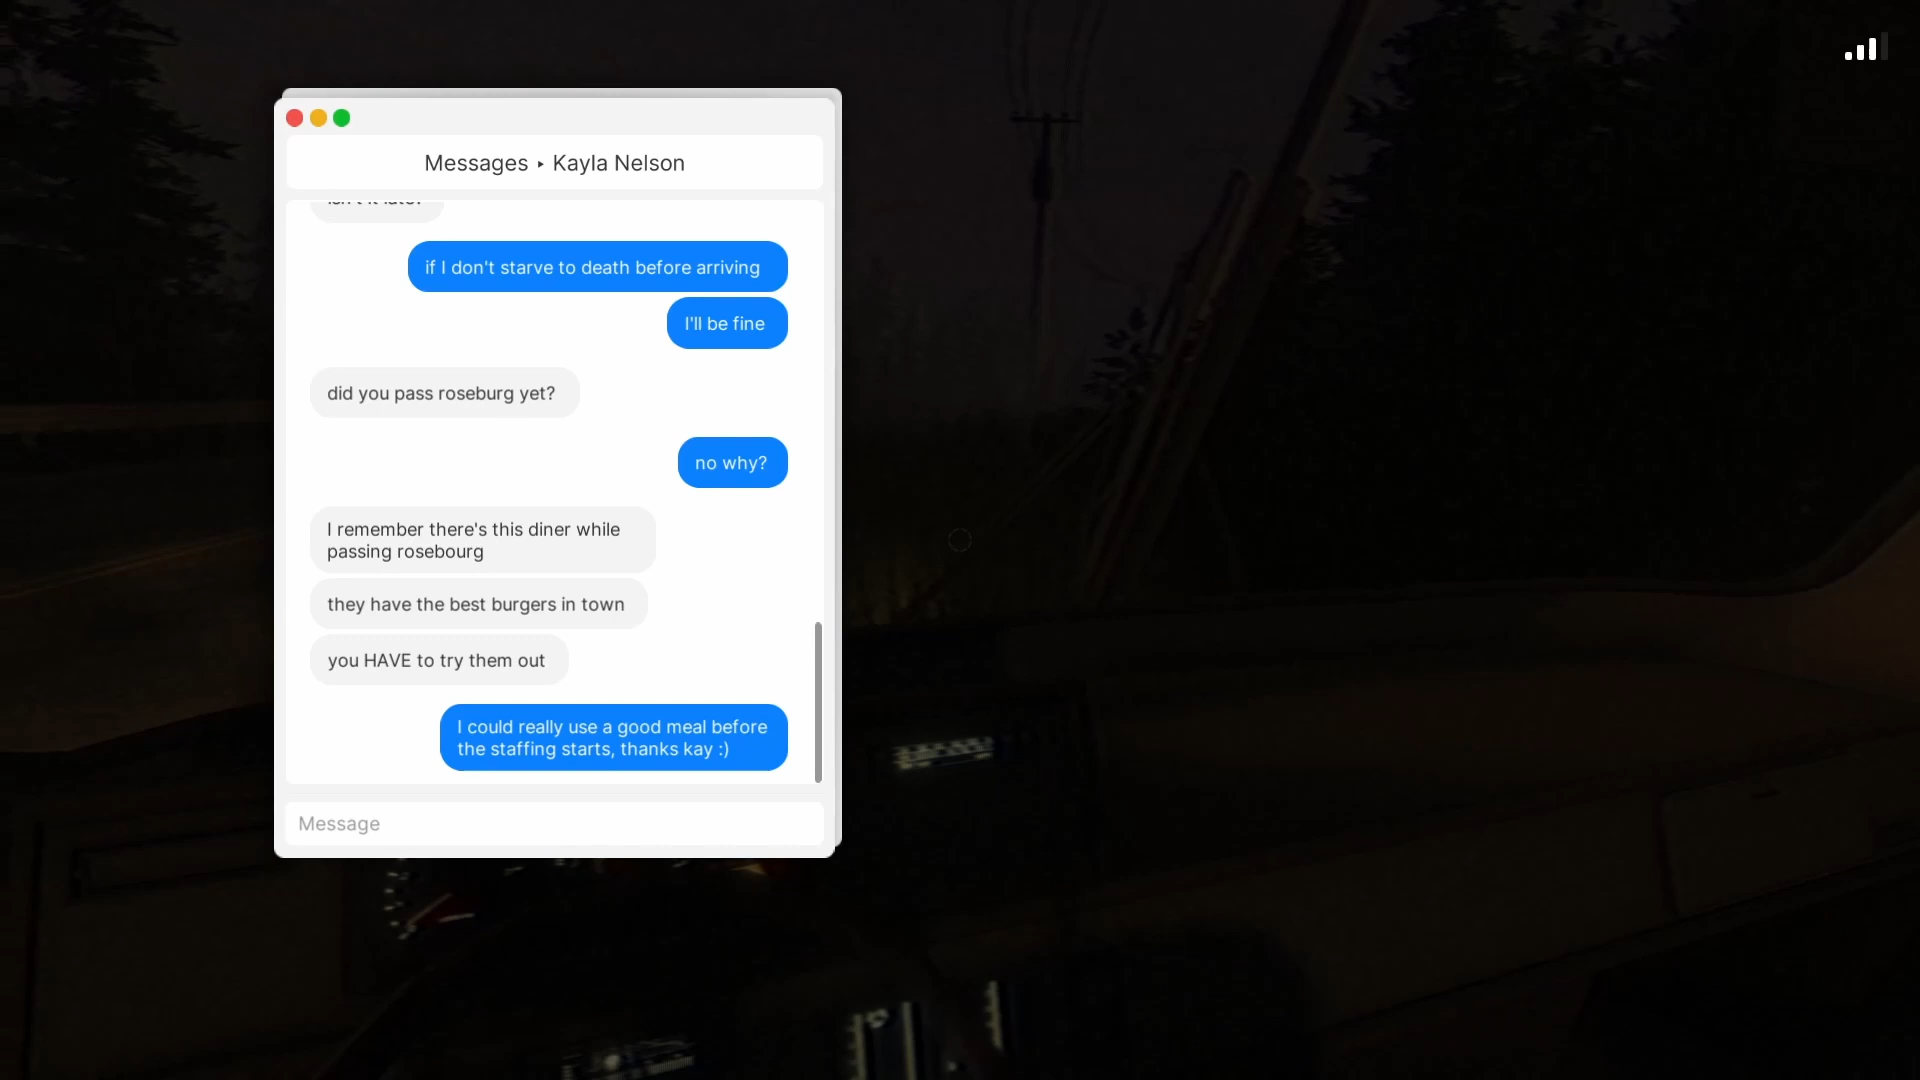 Messages ‣ Kayla Nelson
if I don't starve to death before arriving
I'll be fine
did you pass roseburg yet?
no why?
I remember there's this diner while
passing rosebourg
they have the best burgers in town
you HAVE to try them out
I could really use a good meal before
the staffing starts, thanks kay :)
Message